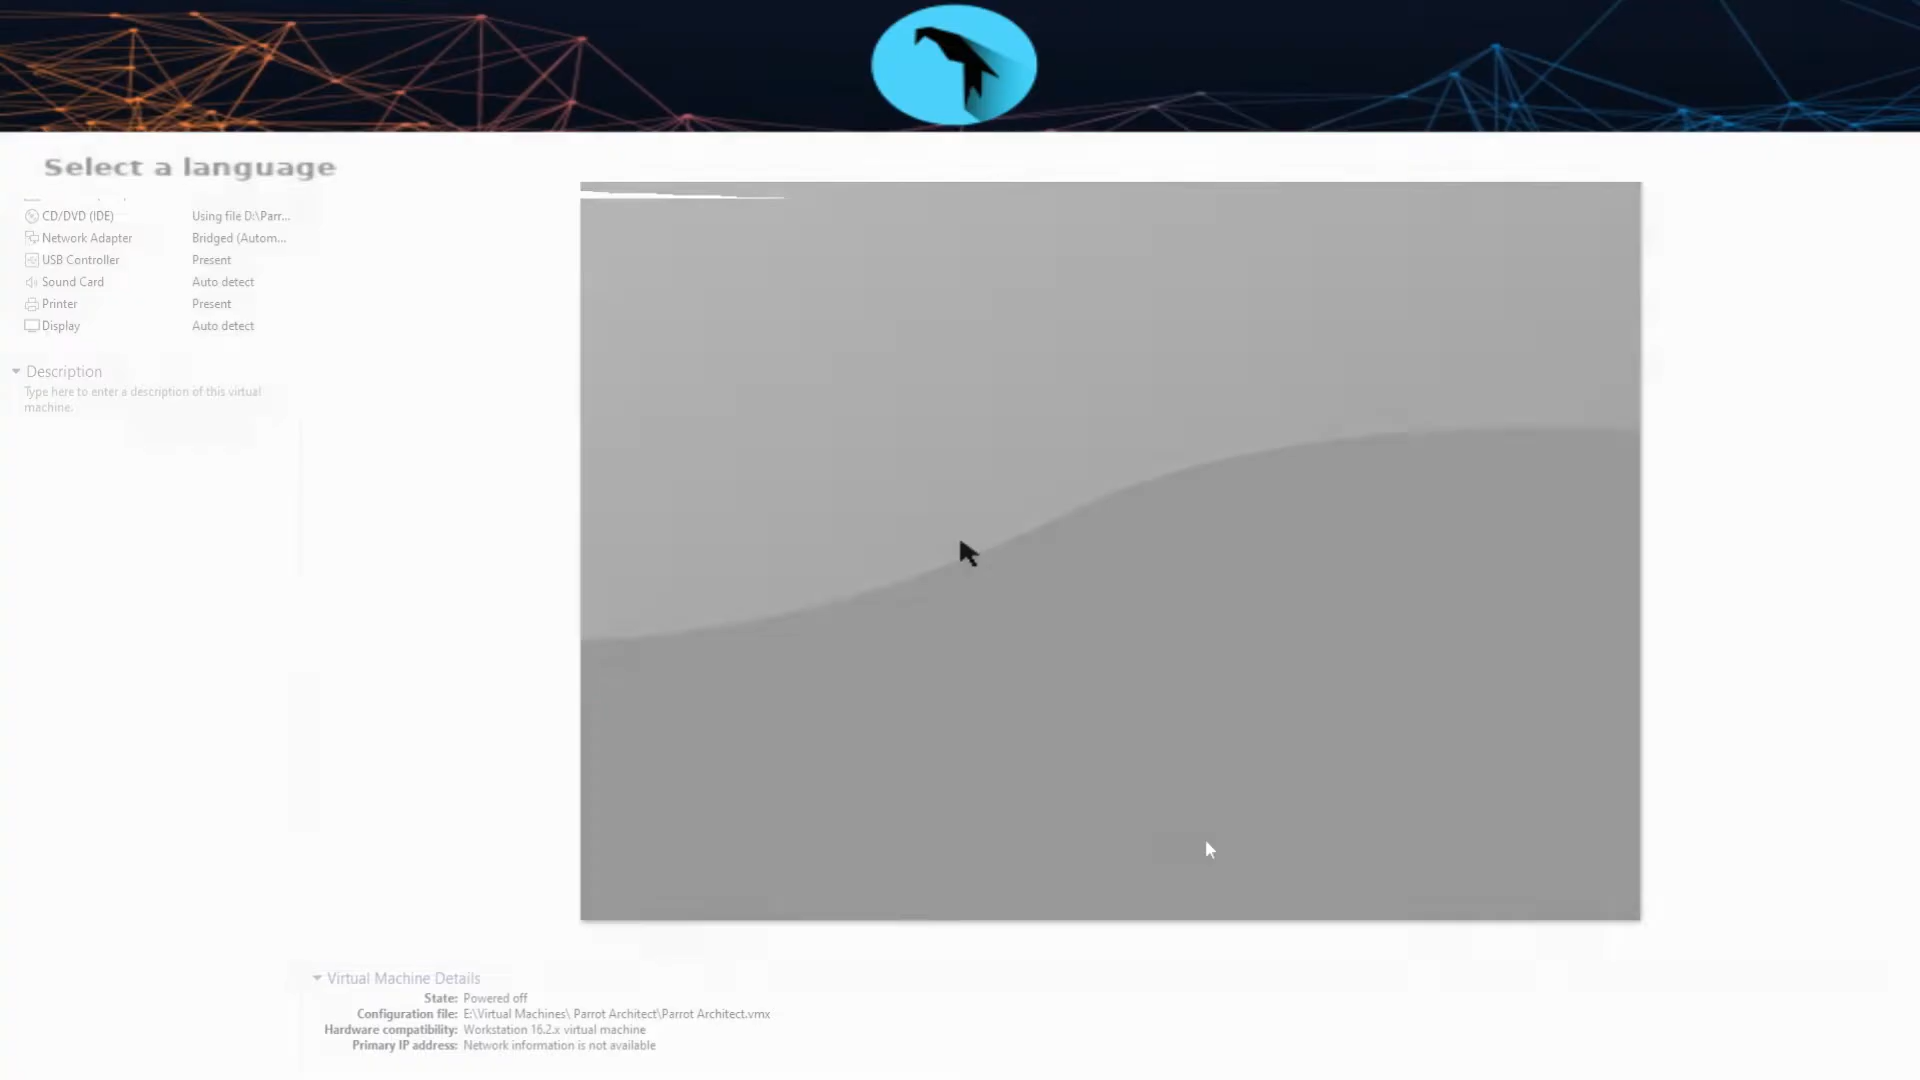 Select a language
CD/DVD (IDE) Using file D:\Parr...
Network Adapter Bridged (Autom...
USB Controller Present
Sound Card Auto detect
Printer Present
Display Auto detect
Description
Type here to enter a description of this virtual
machine.
Virtual Machine Details
State: Powered off
Configuration file: E:\Virtual Machines\ Parrot Architect\Parrot Architect.vmx
Hardware compatibility: Workstation 16.2.x virtual machine
Primary IP address: Network information is not available